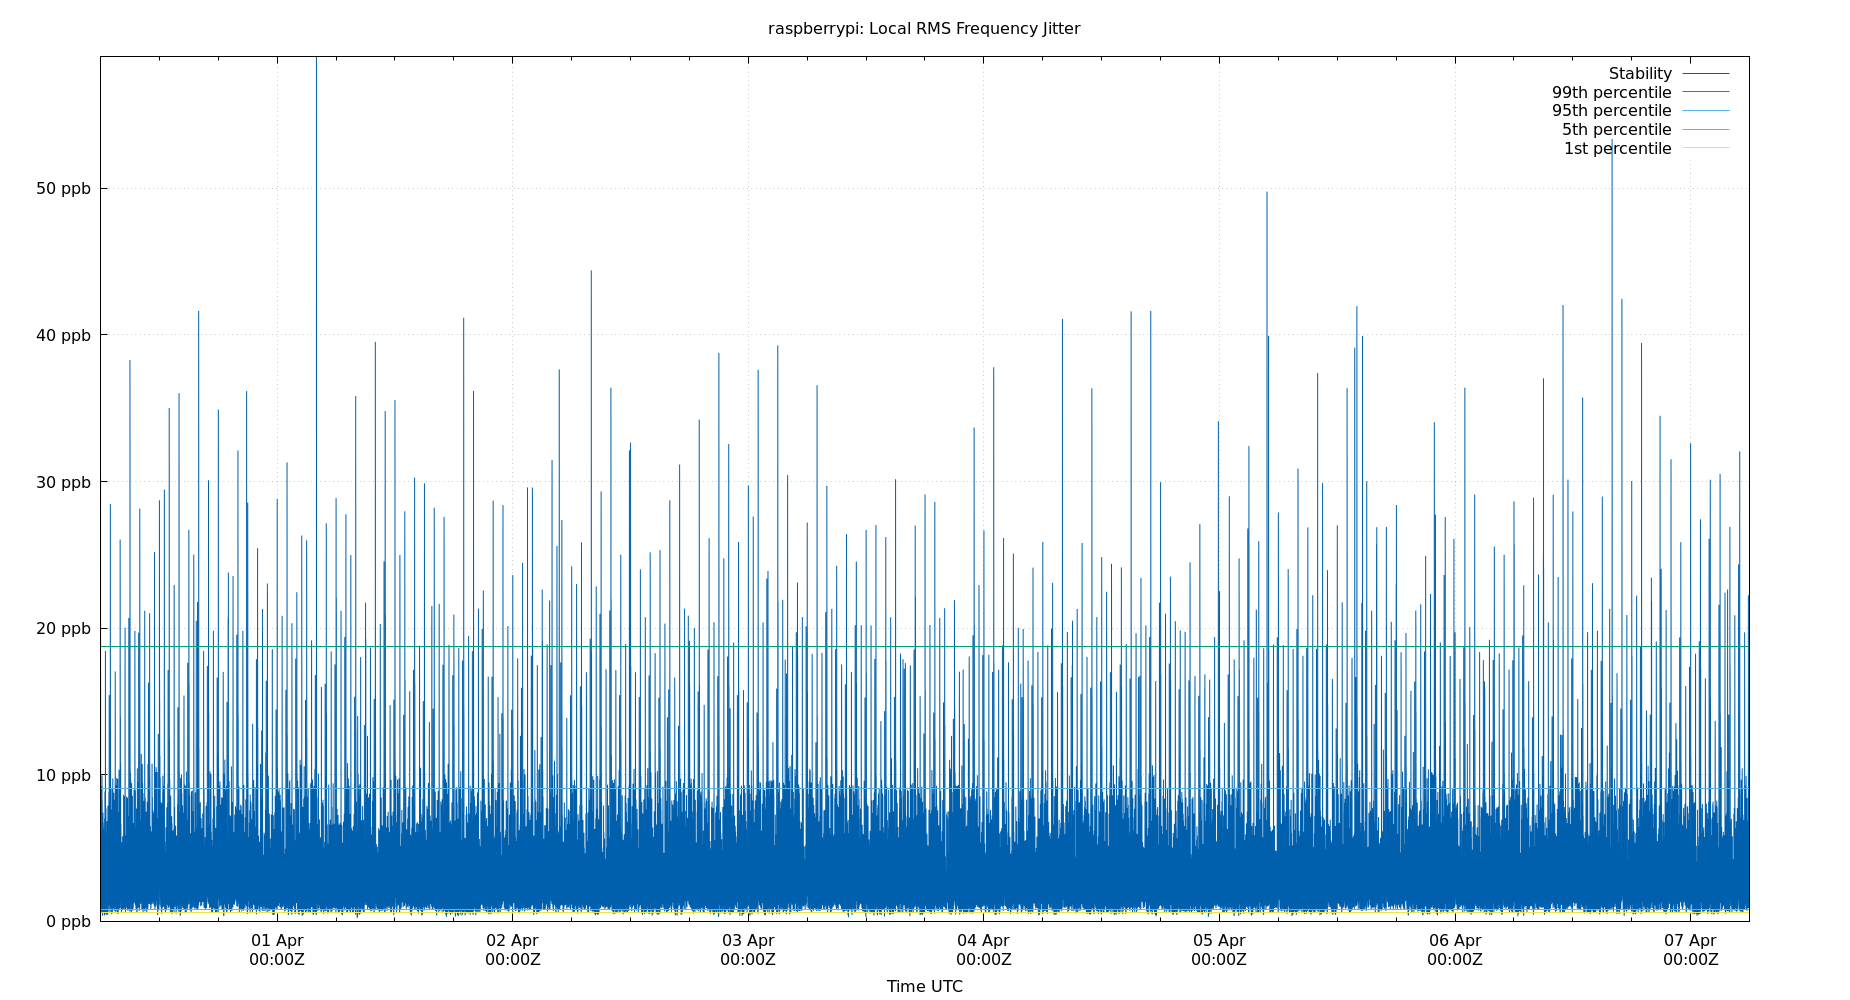 raspberrypi: Local RMS Frequency Jitter
Stability
99th percentile
95th percentile
5th percentile
1st percentile
50 ppb
40 ppb
30 ppb
20 ppb
10 ppb
0 ppb
01 Apr 02 Apr 03 Apr 04 Apr 05 Apr 06 Apr 07 Apr
00:00Z 00:00Z 00:00Z 00:00Z 00:00Z 00:00Z 00:00Z
Time UTC